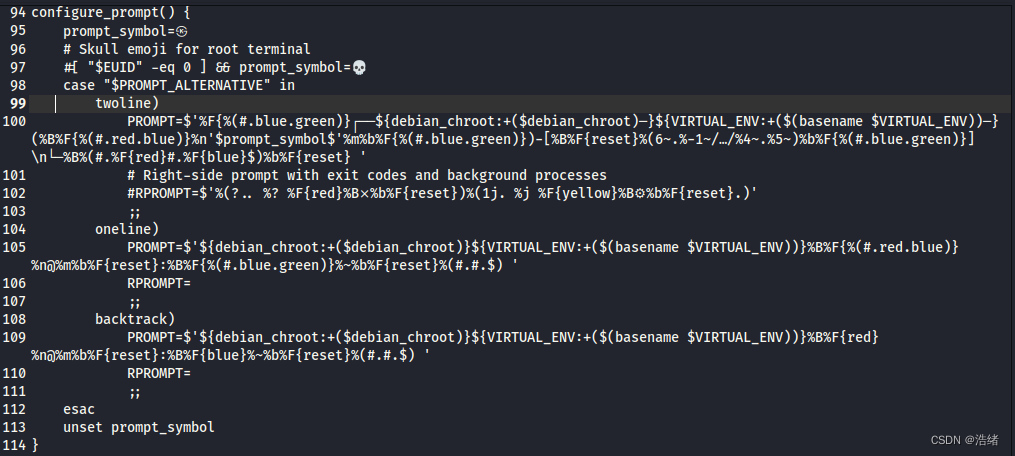 94 configure_prompt() {
95     prompt_symbol=㉿
96     # Skull emoji for root terminal
97     #[ "$EUID" -eq 0 ] && prompt_symbol=💀
98     case "$PROMPT_ALTERNATIVE" in
99         twoline)
100             PROMPT=$'%F{%(#.blue.green)}┌──${debian_chroot:+($debian_chroot)─}${VIRTUAL_ENV:+($(basename $VIRTUAL_ENV))─}
(%B%F{%(#.red.blue)}%n'$prompt_symbol$'%m%b%F{%(#.blue.green)})-[%B%F{reset}%(6~.%-1~/…/%4~.%5~)%b%F{%(#.blue.green)}]
\n└─%B%(#.%F{red}#.%F{blue}$)%b%F{reset} '
101             # Right-side prompt with exit codes and background processes
102             #RPROMPT=$'%(?.. %? %F{red}%B⨯%b%F{reset})%(1j. %j %F{yellow}%B⚙%b%F{reset}.)'
103             ;;
104         oneline)
105             PROMPT=$'${debian_chroot:+($debian_chroot)}${VIRTUAL_ENV:+($(basename $VIRTUAL_ENV))}%B%F{%(#.red.blue)}
%n@%m%b%F{reset}:%B%F{%(#.blue.green)}%~%b%F{reset}%(#.#.$) '
106             RPROMPT=
107             ;;
108         backtrack)
109             PROMPT=$'${debian_chroot:+($debian_chroot)}${VIRTUAL_ENV:+($(basename $VIRTUAL_ENV))}%B%F{red}
%n@%m%b%F{reset}:%B%F{blue}%~%b%F{reset}%(#.#.$) '
110             RPROMPT=
111             ;;
112     esac
113     unset prompt_symbol
114 }
CSDN @浩绪